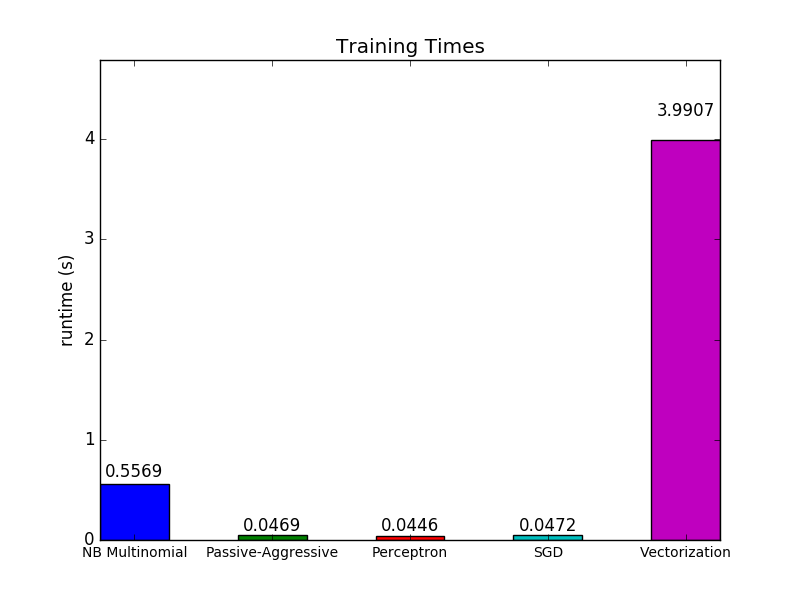 Training Times
3.9907
4
3
runtime (s)
2
1
0.5569
0.0469
0.0446
0.0472
0
NB Multinomial
Passive-Aggressive
Perceptron
SGD
Vectorization